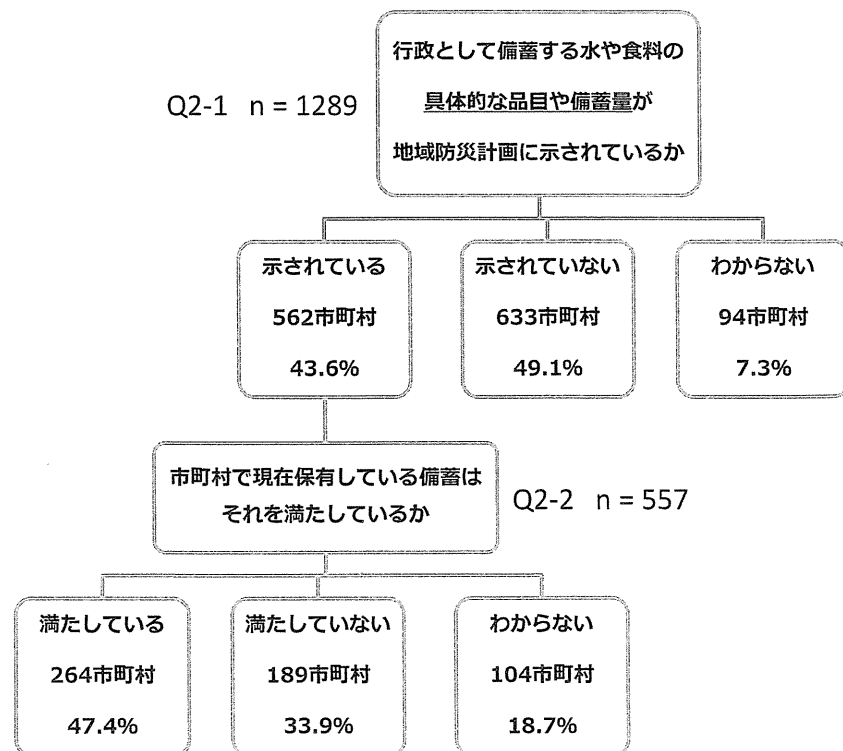 行政として備蓄する水や食料の
具体的な品目や備蓄量が
地域防災計画に示されているか
Q2-1 n = 1289
示されている
562市町村
43.6%
示されていない
633市町村
49.1%
わからない
94市町村
7.3%
市町村で現在保有している備蓄は
それを満たしているか
Q2-2 n = 557
満たしている
264市町村
47.4%
満たしていない
189市町村
33.9%
わからない
104市町村
18.7%